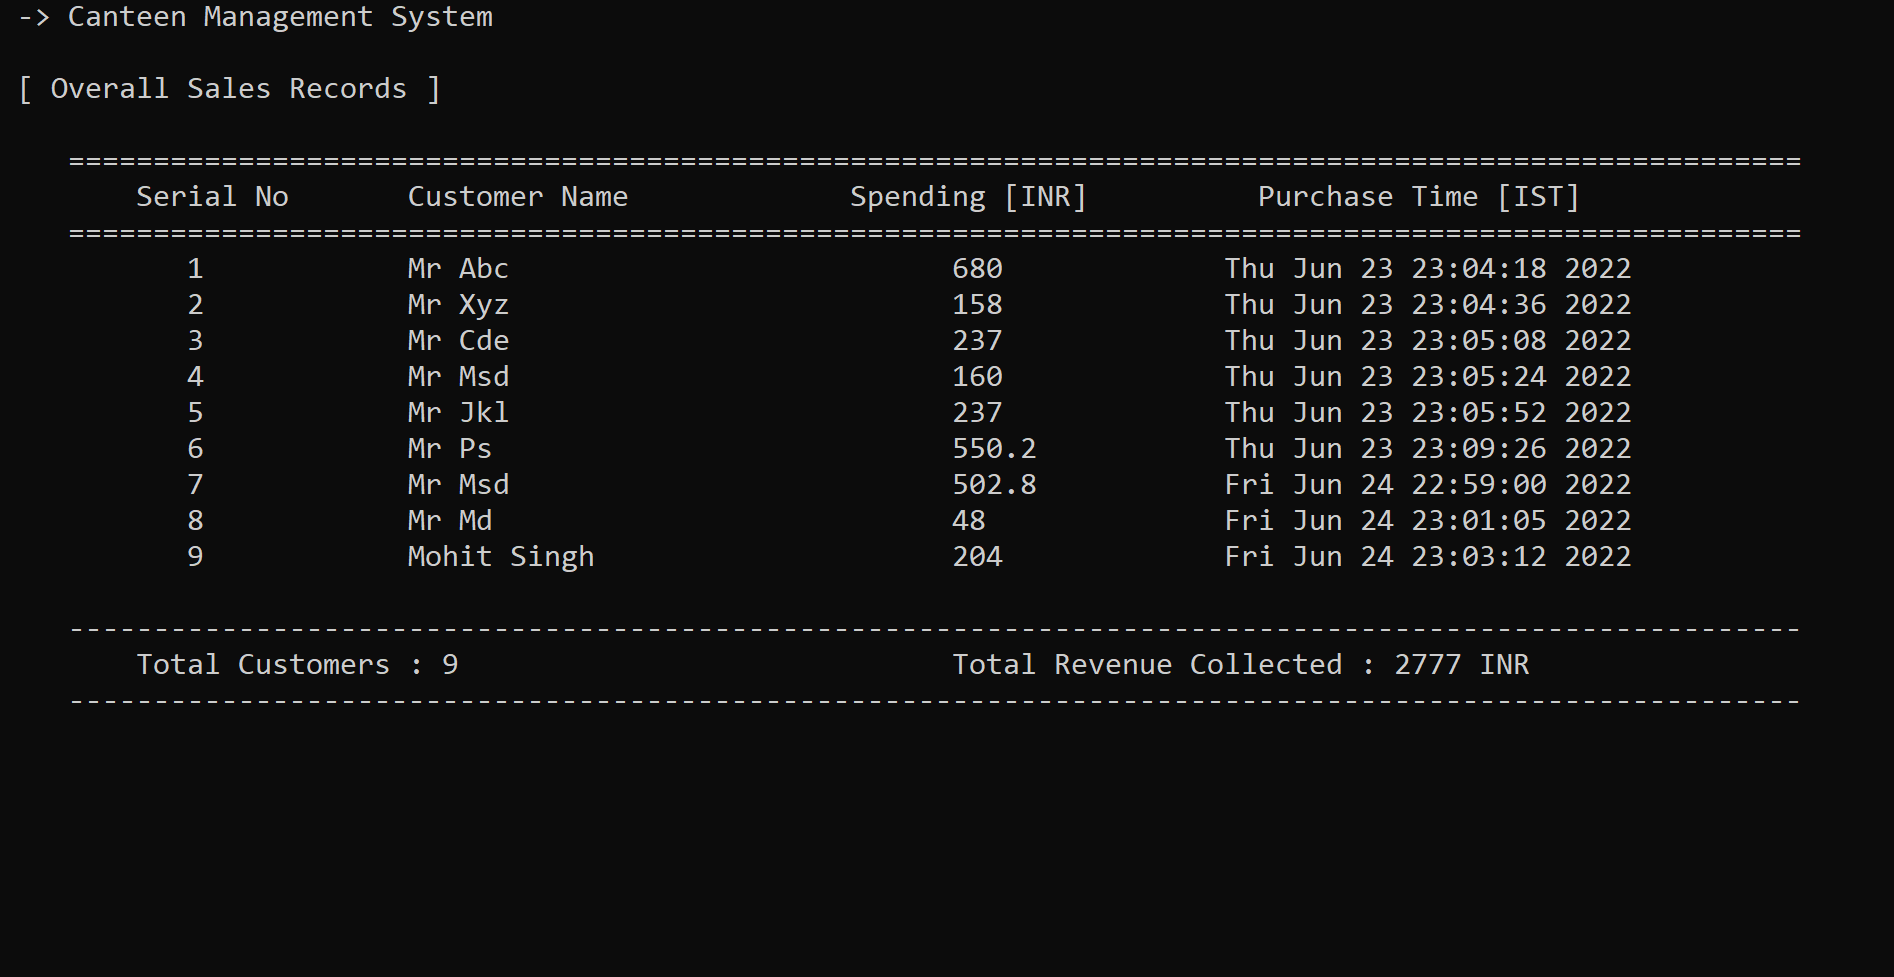 -> Canteen Management System
[ Overall Sales Records ]
======================================================================================================
Serial No Customer Name Spending [INR] Purchase Time [IST]
======================================================================================================
1 Mr Abc 680 Thu Jun 23 23:04:18 2022
2 Mr Xyz 158 Thu Jun 23 23:04:36 2022
3 Mr Cde 237 Thu Jun 23 23:05:08 2022
4 Mr Msd 160 Thu Jun 23 23:05:24 2022
5 Mr Jkl 237 Thu Jun 23 23:05:52 2022
6 Mr Ps 550.2 Thu Jun 23 23:09:26 2022
7 Mr Msd 502.8 Fri Jun 24 22:59:00 2022
8 Mr Md 48 Fri Jun 24 23:01:05 2022
9 Mohit Singh 204 Fri Jun 24 23:03:12 2022
------------------------------------------------------------------------------------------------------
Total Customers : 9 Total Revenue Collected : 2777 INR
------------------------------------------------------------------------------------------------------